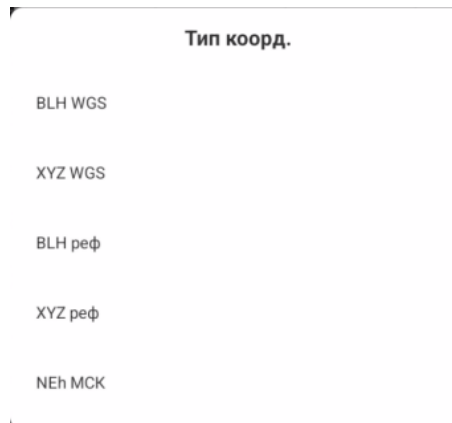 Тип коорд.
BLH WGS
XYZ WGS
BLH реф
XYZ реф
NEh МСК